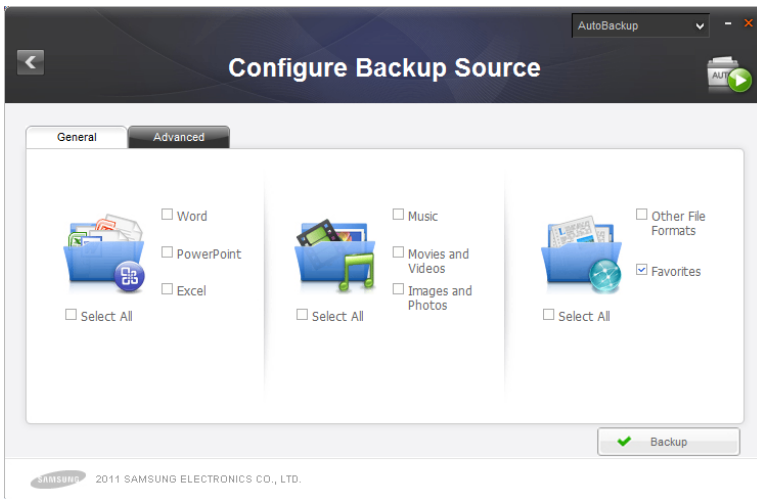 AutoBackup
Configure Backup Source
AUTO
General
Advanced
Word
PowerPoint
Excel
Select All
Music
Movies and
Videos
Images and
Photos
Select All
Other File
Formats
Favorites
Select All
Backup
SAMSUNG
2011 SAMSUNG ELECTRONICS CO., LTD.